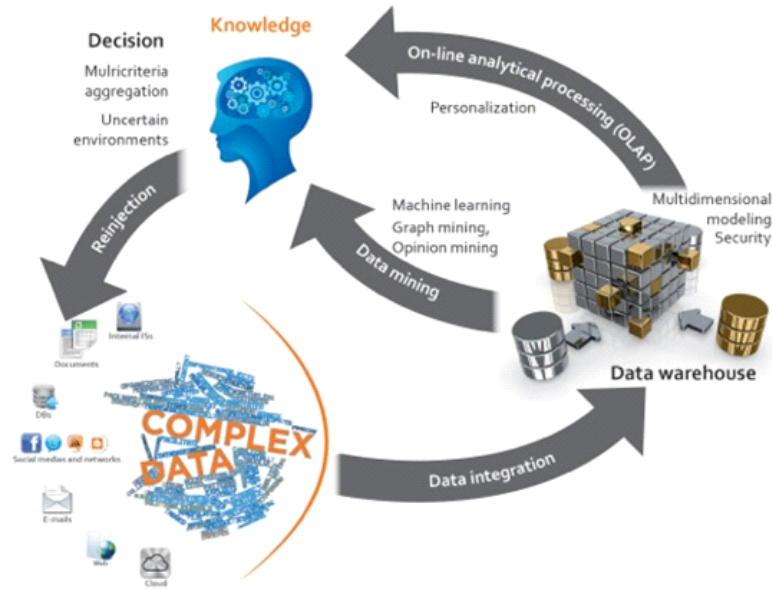 Knowledge
Decision
Mulricriteria
aggregation
Uncertain
environments
On-line analytical processing (OLAP)
Personalization
Machine learning
Graph mining,
Opinion mining
Data mining
Multidimensional
modeling
Security
Data warehouse
Reinjection
Internal ISs
Documents
DBs
Social medias and networks
E-mails
Web
Cloud
COMPLEX
DATA
Data integration